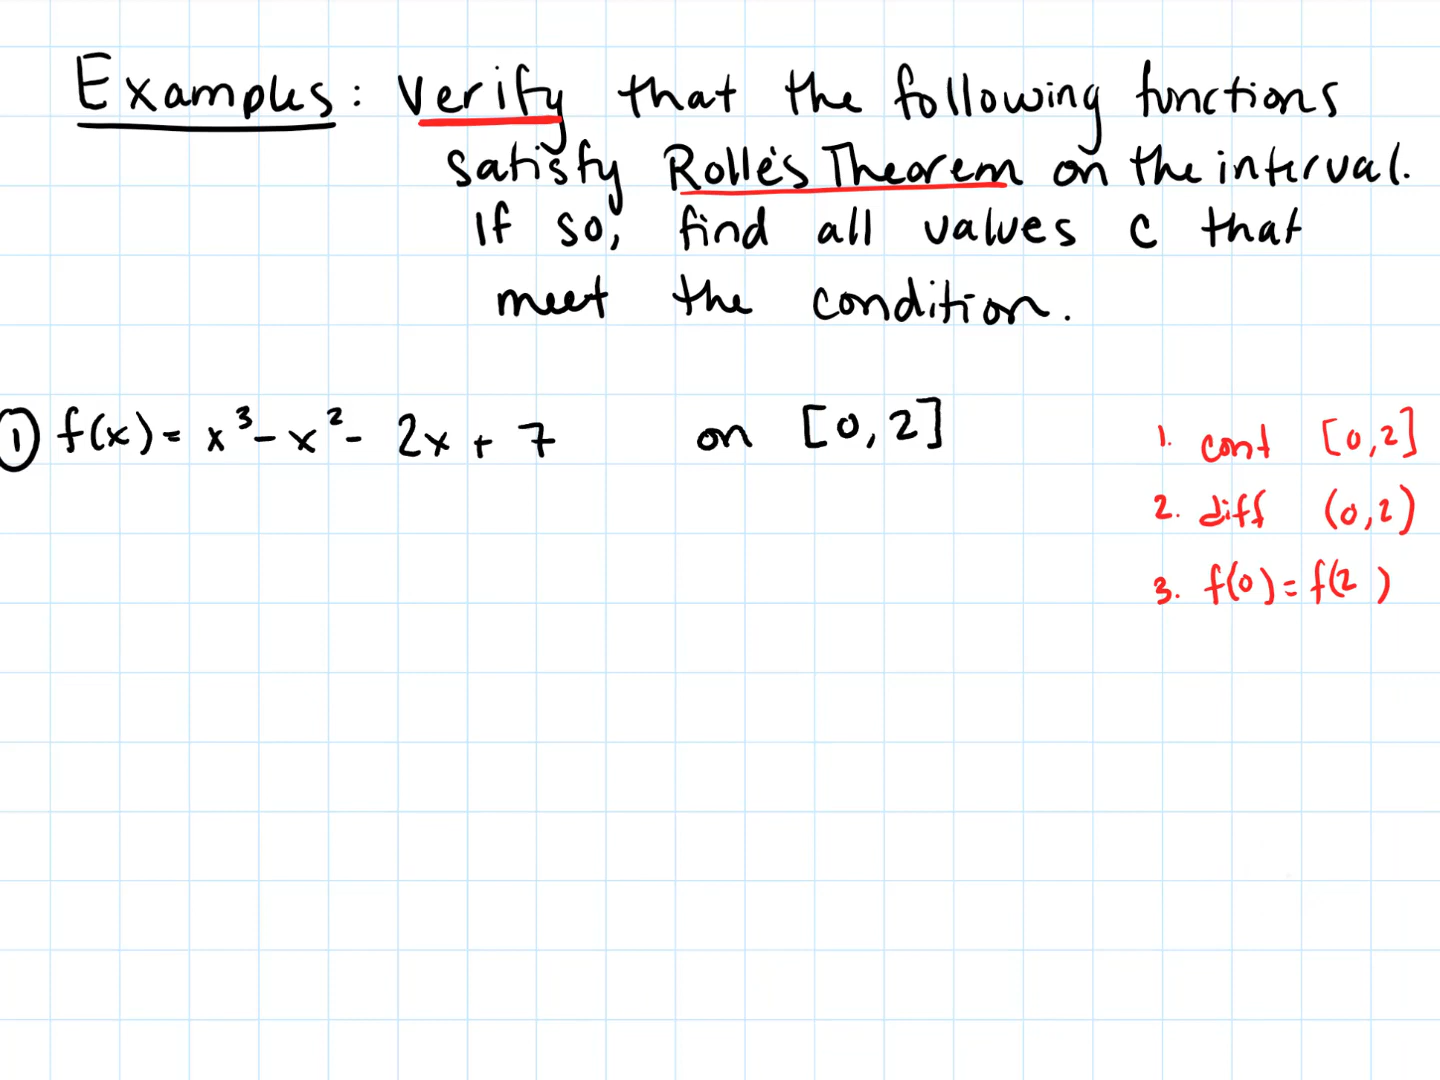 Examples: Verify that the following functions
satisfy Rolle's Theorem on the interval.
If so, find all values c that
meet the condition.
① f(x) = x³ - x² - 2x + 7 on [0,2]
1. cont [0,2]
2. diff (0,2)
3. f(0) = f(2)